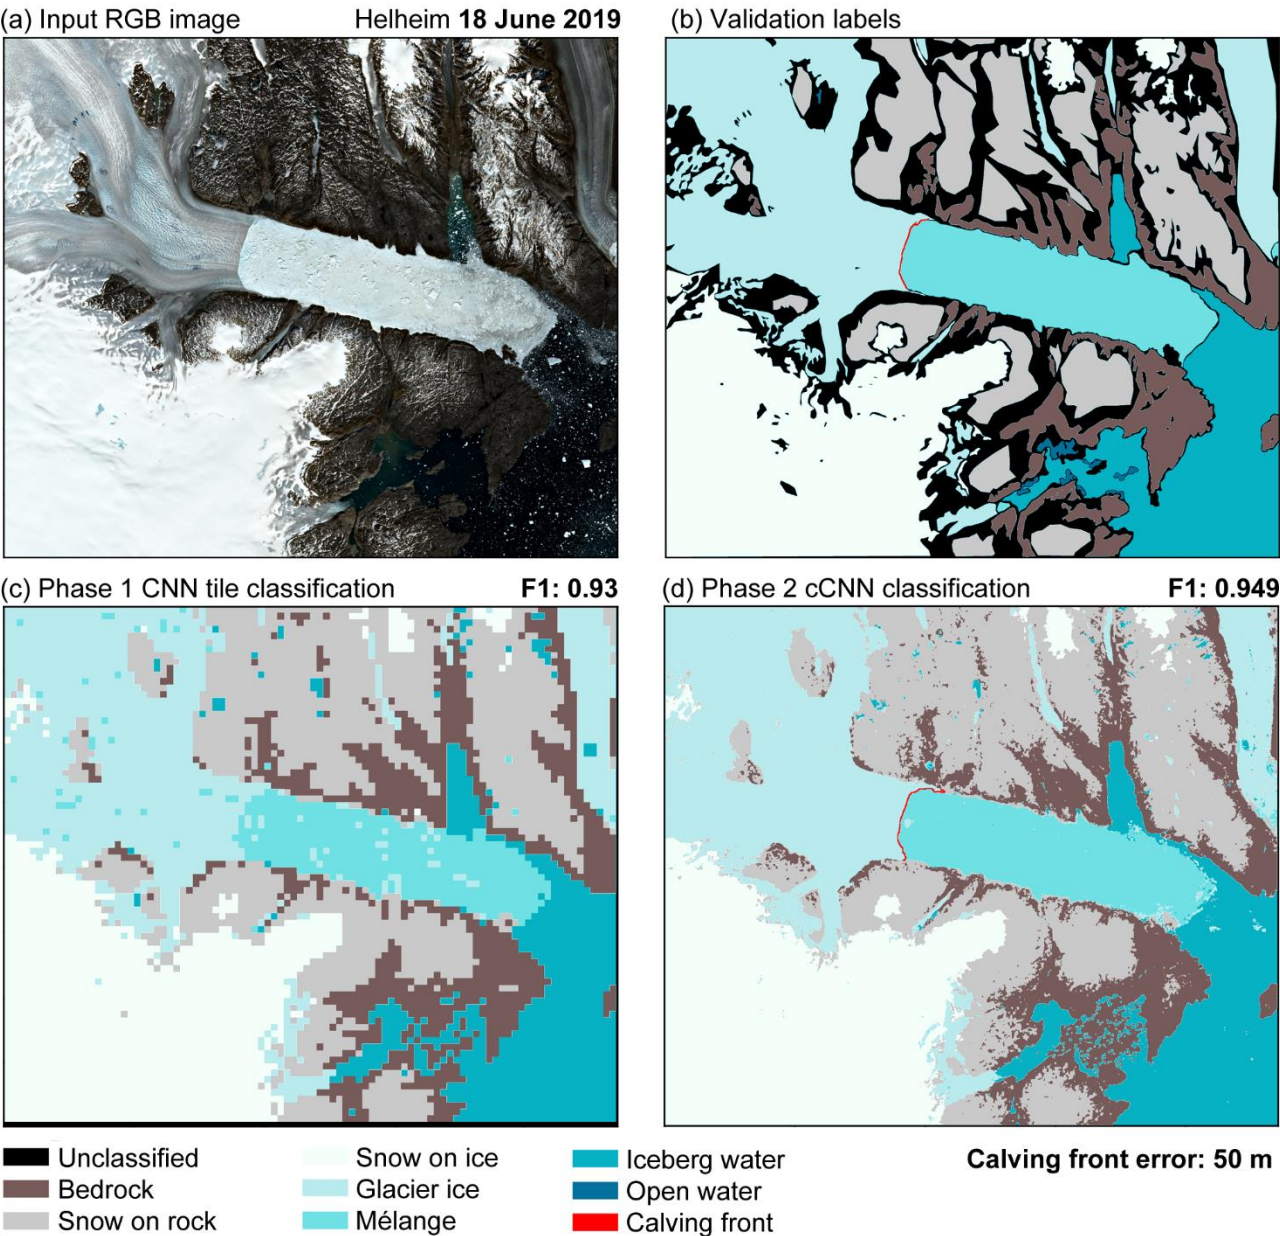 (a) Input RGB image
Helheim 18 June 2019
(b) Validation labels
(c) Phase 1 CNN tile classification
F1: 0.93
(d) Phase 2 cCNN classification
F1: 0.949
Unclassified
Bedrock
Snow on rock
Snow on ice
Glacier ice
Mélange
Iceberg water
Open water
Calving front
Calving front error: 50 m